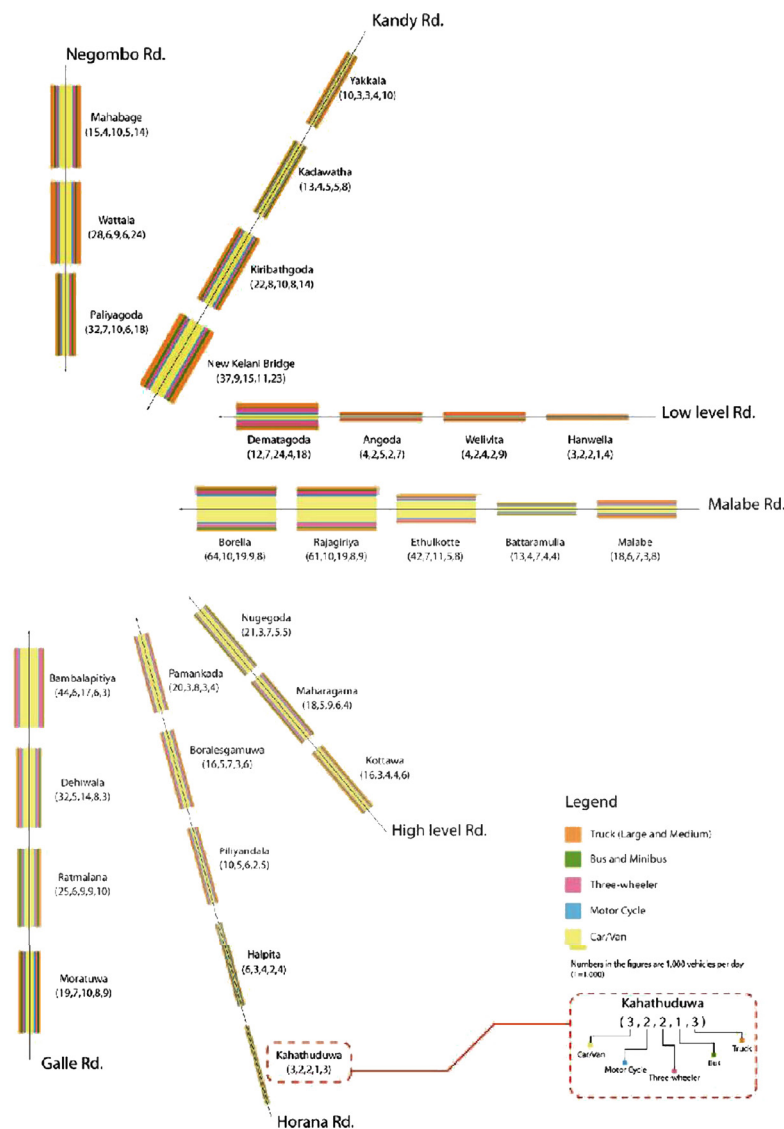 Kandy Rd.
Negombo Rd.
Yakkala
(10,3,3,4,10)
Mahabage
(15,4,10,5,14)
Kadawatha
(13,4,5,5,8)
Wattala
(28,6,9,6,24)
Kiribathgoda
(22,8,10,8,14)
Paliyagoda
(32,7,10,6,18)
New Kelani Bridge
(37,9,15,11,23)
Low level Rd.
Dematagoda
(12,7,24,4,18)
Angoda
(4,2,5,2,7)
Welivita
(4,2,4,2,9)
Hanwella
(3,2,2,1,4)
Malabe Rd.
Borella
(64,10,19,9,8)
Rajagiriya
(61,10,19,8,9)
Ethulkotte
(42,7,11,5,8)
Battaramulla
(13,4,7,4,4)
Malabe
(18,6,7,3,8)
Nugegoda
(21,3,7,5,5)
Bambalapitiya
(44,6,17,6,3)
Pamankada
(20,3,8,3,4)
Maharagama
(18,5,9,6,4)
Boralesgamuwa
(16,5,7,3,6)
Kottawa
(16,3,4,4,6)
Dehiwala
(32,5,14,8,3)
High level Rd.
Piliyandala
(10,5,6,2,5)
Ratmalana
(25,6,9,9,10)
Halpita
(6,3,4,2,4)
Moratuwa
(19,7,10,8,9)
Galle Rd.
Kahathuduwa
(3,2,2,1,3)
Horana Rd.
Legend
Truck (Large and Medium)
Bus and Minibus
Three-wheeler
Motor Cycle
Car/Van
Numbers in the figures are 1,000 vehicles per day
(1=1,000)
Kahathuduwa
(3,2,2,1,3)
Car/Van
Motor Cycle
Three-wheeler
Bus
Truck